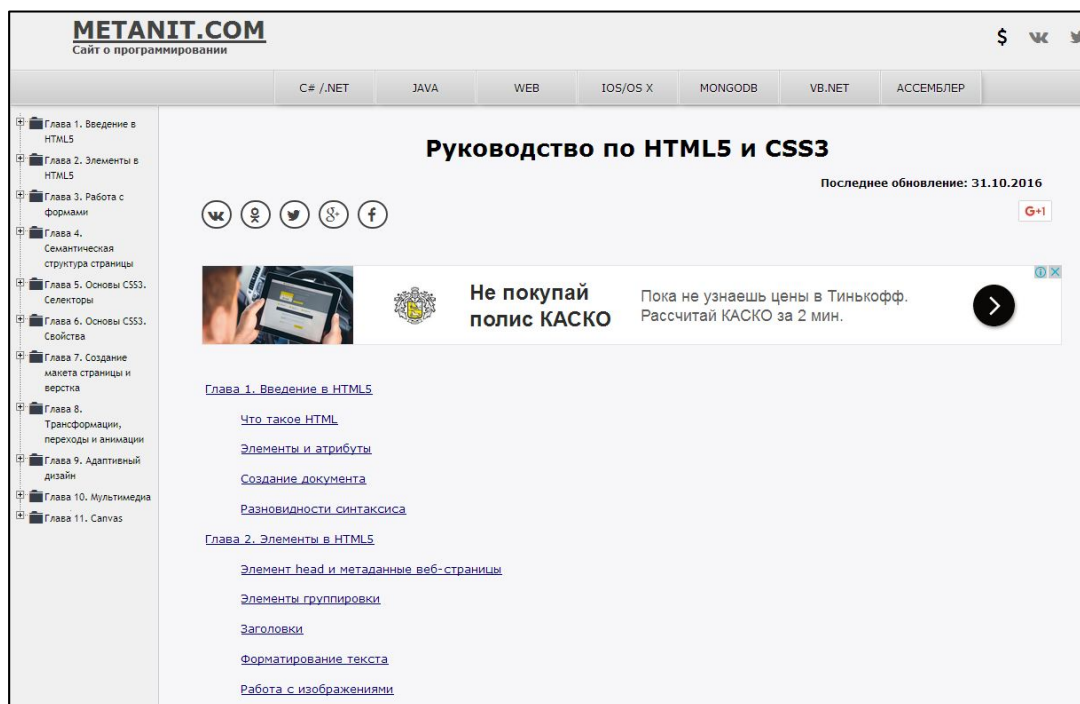 METANIT.COM
Сайт о программировании
$
C# /.NET
JAVA
WEB
IOS/OS X
MONGODB
VB.NET
АССЕМБЛЕР
Глава 1. Введение в
HTML5
Глава 2. Элементы в
HTML5
Глава 3. Работа с
формами
Глава 4.
Семантическая
структура страницы
Глава 5. Основы CSS3.
Селекторы
Глава 6. Основы CSS3.
Свойства
Глава 7. Создание
макета страницы и
верстка
Глава 8.
Трансформации,
переходы и анимации
Глава 9. Адаптивный
дизайн
Глава 10. Мультимедиа
Глава 11. Canvas
Руководство по HTML5 и CSS3
Последнее обновление: 31.10.2016
G+1
Не покупай
полис КАСКО
Пока не узнаешь цены в Тинькофф.
Рассчитай КАСКО за 2 мин.
Глава 1. Введение в HTML5
Что такое HTML
Элементы и атрибуты
Создание документа
Разновидности синтаксиса
Глава 2. Элементы в HTML5
Элемент head и метаданные веб-страницы
Элементы группировки
Заголовки
Форматирование текста
Работа с изображениями